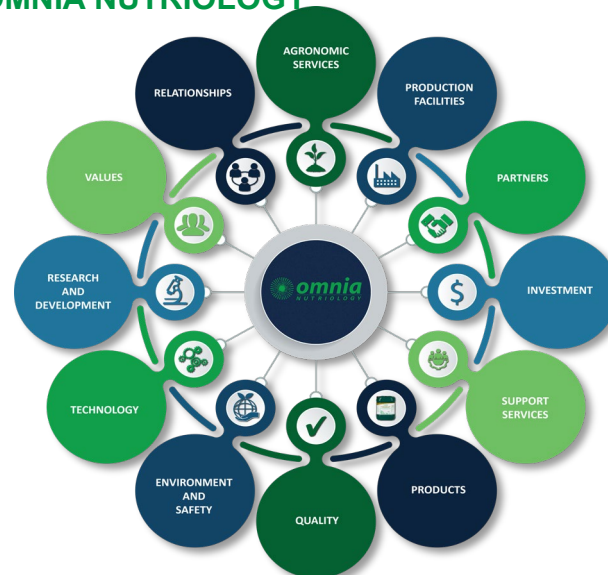 OMNIA NUTRIOLOGY
AGRONOMIC
SERVICES
PRODUCTION
FACILITIES
PARTNERS
INVESTMENT
SUPPORT
SERVICES
PRODUCTS
QUALITY
ENVIRONMENT
AND
SAFETY
TECHNOLOGY
RESEARCH
AND
DEVELOPMENT
VALUES
RELATIONSHIPS
omnia
NUTRIOLOGY
$